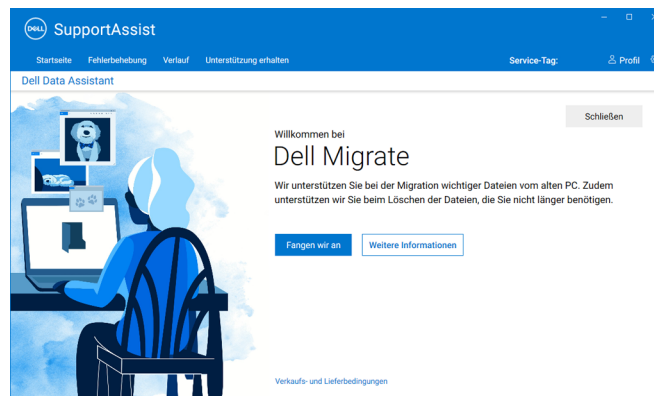 DELL SupportAssist
Startseite Fehlerbehebung Verlauf Unterstützung erhalten Service-Tag: Profil
Dell Data Assistant
Schließen
Willkommen bei
Dell Migrate
Wir unterstützen Sie bei der Migration wichtiger Dateien vom alten PC. Zudem
unterstützen wir Sie beim Löschen der Dateien, die Sie nicht länger benötigen.
Fangen wir an Weitere Informationen
Verkaufs- und Lieferbedingungen